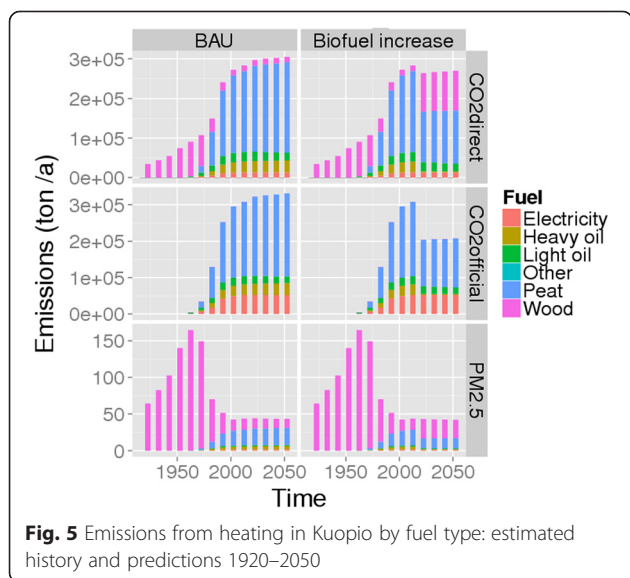 BAU
Biofuel increase
3e+05
2e+05
1e+05
0e+00
CO2direct
3e+05
2e+05
1e+05
0e+00
CO2official
150
100
50
0
PM2.5
1950
2000
2050
1950
2000
2050
Emissions (ton /a)
Time
Fuel
Electricity
Heavy oil
Light oil
Other
Peat
Wood
Fig. 5 Emissions from heating in Kuopio by fuel type: estimated
history and predictions 1920–2050